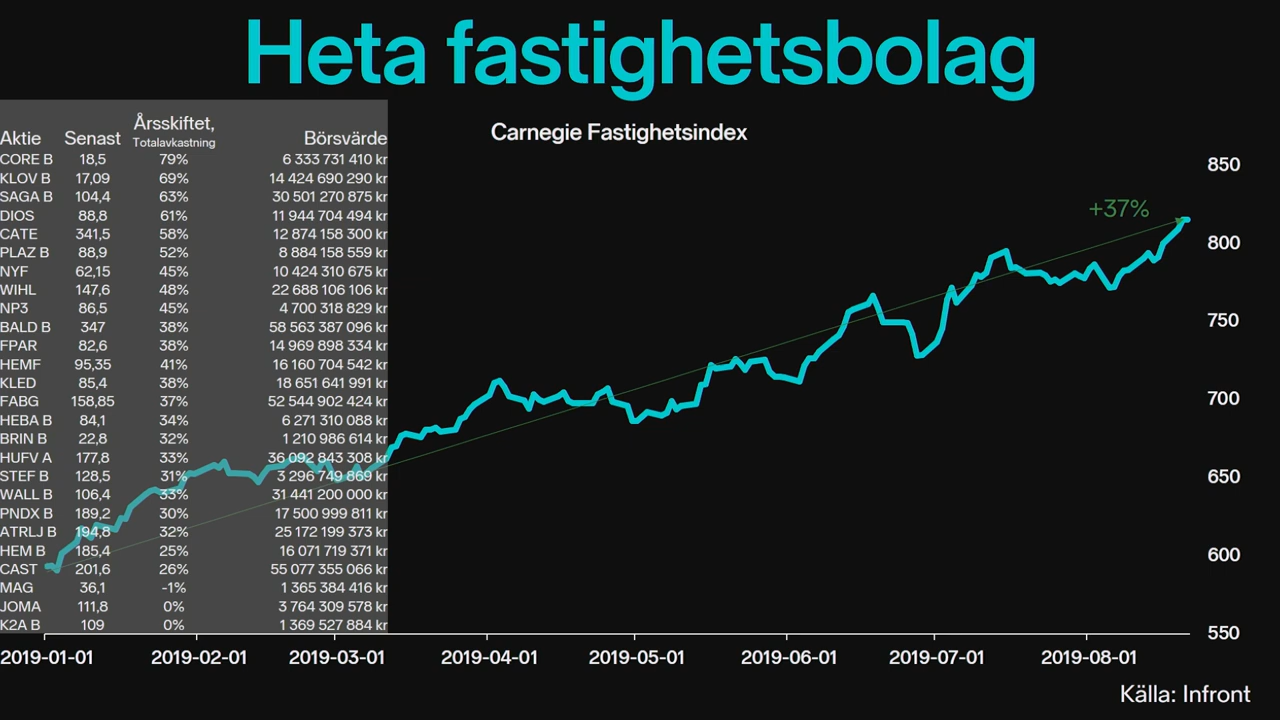 Heta fastighetsbolag
Aktie Senast Årsskiftet, Totalavkastning Börsvärde
CORE B 18,5 79% 6 333 731 410 kr
KLOV B 17,09 69% 14 424 690 290 kr
SAGA B 104,4 63% 30 501 270 875 kr
DIOS 88,8 61% 11 944 704 494 kr
CATE 341,5 58% 12 874 158 300 kr
PLAZ B 88,9 52% 8 884 158 559 kr
NYF 62,15 45% 10 424 310 675 kr
WIHL 147,6 48% 22 688 106 106 kr
NP3 86,5 45% 4 700 318 829 kr
BALD B 347 38% 58 563 387 096 kr
FPAR 82,6 38% 14 969 898 334 kr
HEMF 95,35 41% 16 160 704 542 kr
KLED 85,4 38% 18 651 641 991 kr
FABG 158,85 37% 52 544 902 424 kr
HEBA B 84,1 34% 6 271 310 088 kr
BRIN B 22,8 32% 1 210 986 614 kr
HUFV A 177,8 33% 36 092 843 308 kr
STEF B 128,5 31% 3 296 749 869 kr
WALL B 106,4 33% 31 441 200 000 kr
PNDX B 189,2 30% 17 500 999 811 kr
ATRLJ B 194,8 32% 25 172 199 373 kr
HEM B 185,4 25% 16 071 719 371 kr
CAST 201,6 26% 55 077 355 066 kr
MAG 36,1 -1% 1 365 384 416 kr
JOMA 111,8 0% 3 764 309 578 kr
K2A B 109 0% 1 369 527 884 kr
Carnegie Fastighetsindex
+37%
850
800
750
700
650
600
550
2019-01-01 2019-02-01 2019-03-01 2019-04-01 2019-05-01 2019-06-01 2019-07-01 2019-08-01
Källa: Infront